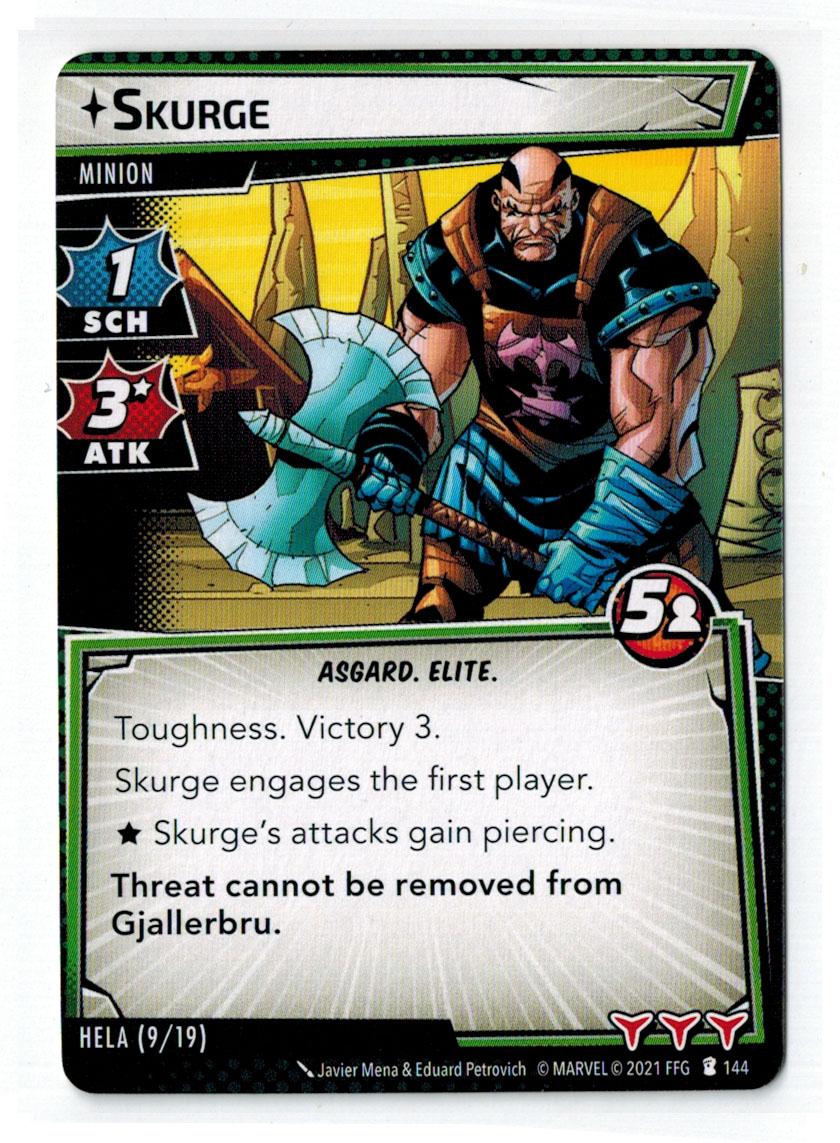 SKURGE
MINION
1
SCH
3★
ATK
5
ASGARD. ELITE.
Toughness. Victory 3.
Skurge engages the first player.
★ Skurge's attacks gain piercing.
Threat cannot be removed from
Gjallerbru.
HELA (9/19)
Javier Mena & Eduard Petrovich © MARVEL © 2021 FFG 144